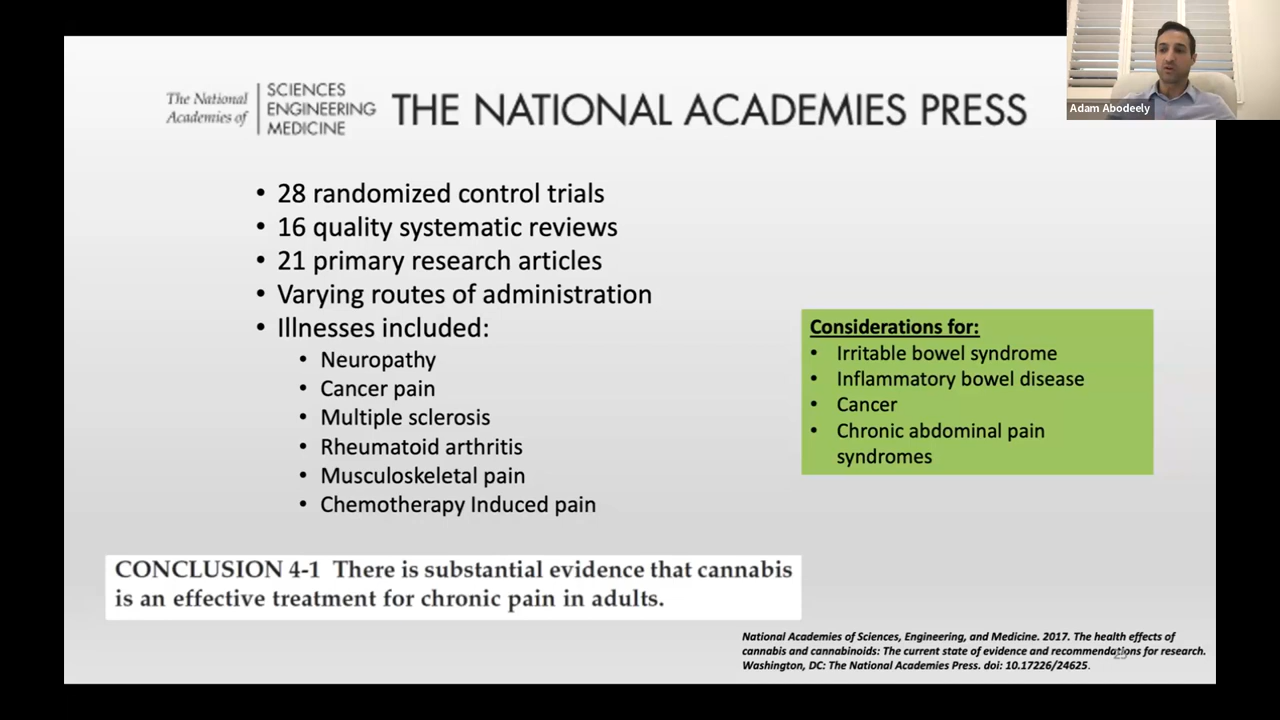 The National
Academies of
SCIENCES
ENGINEERING
MEDICINE
THE NATIONAL ACADEMIES PRESS
Adam Abodeely
• 28 randomized control trials
• 16 quality systematic reviews
• 21 primary research articles
• Varying routes of administration
• Illnesses included:
• Neuropathy
• Cancer pain
• Multiple sclerosis
• Rheumatoid arthritis
• Musculoskeletal pain
• Chemotherapy Induced pain
Considerations for:
• Irritable bowel syndrome
• Inflammatory bowel disease
• Cancer
• Chronic abdominal pain
syndromes
CONCLUSION 4-1 There is substantial evidence that cannabis
is an effective treatment for chronic pain in adults.
National Academies of Sciences, Engineering, and Medicine. 2017. The health effects of
cannabis and cannabinoids: The current state of evidence and recommendations for research.
Washington, DC: The National Academies Press. doi: 10.17226/24625.